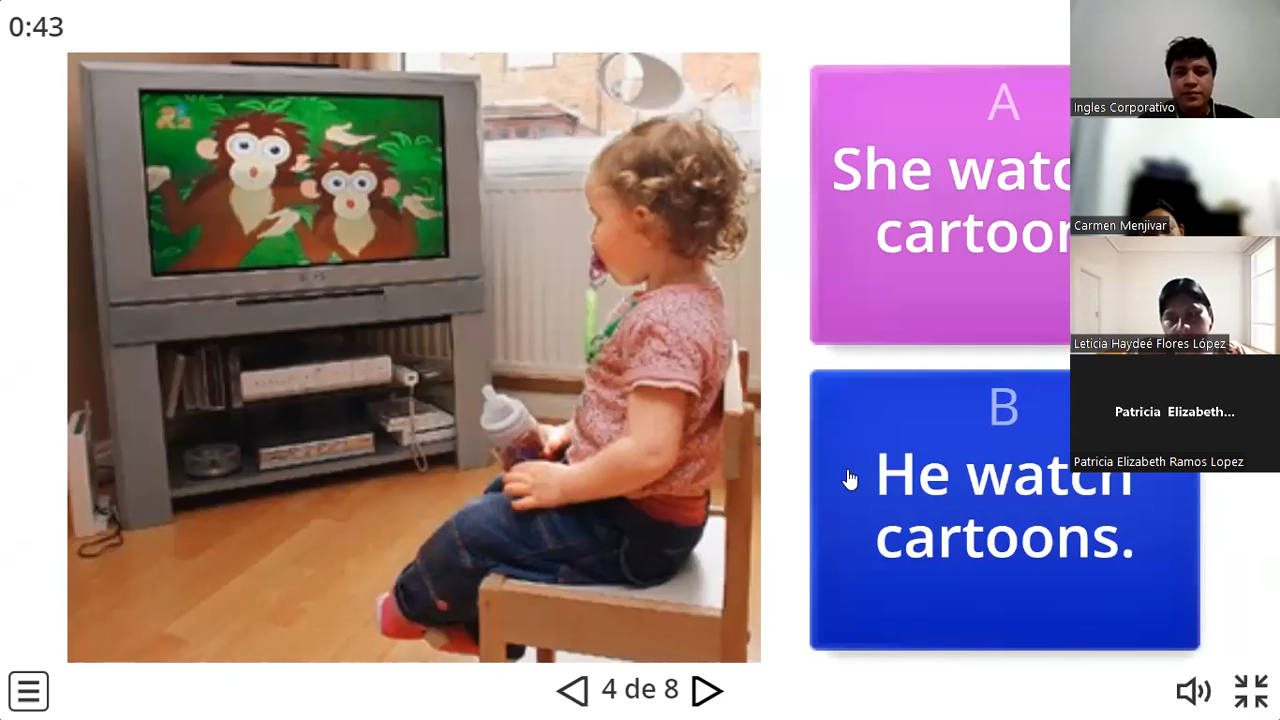 0:43
A
She watc
cartoon
B
He watch
cartoons.
4 de 8
Ingles Corporativo
Carmen Menjivar
Leticia Haydeé Flores López
Patricia Elizabeth...
Patricia Elizabeth Ramos Lopez